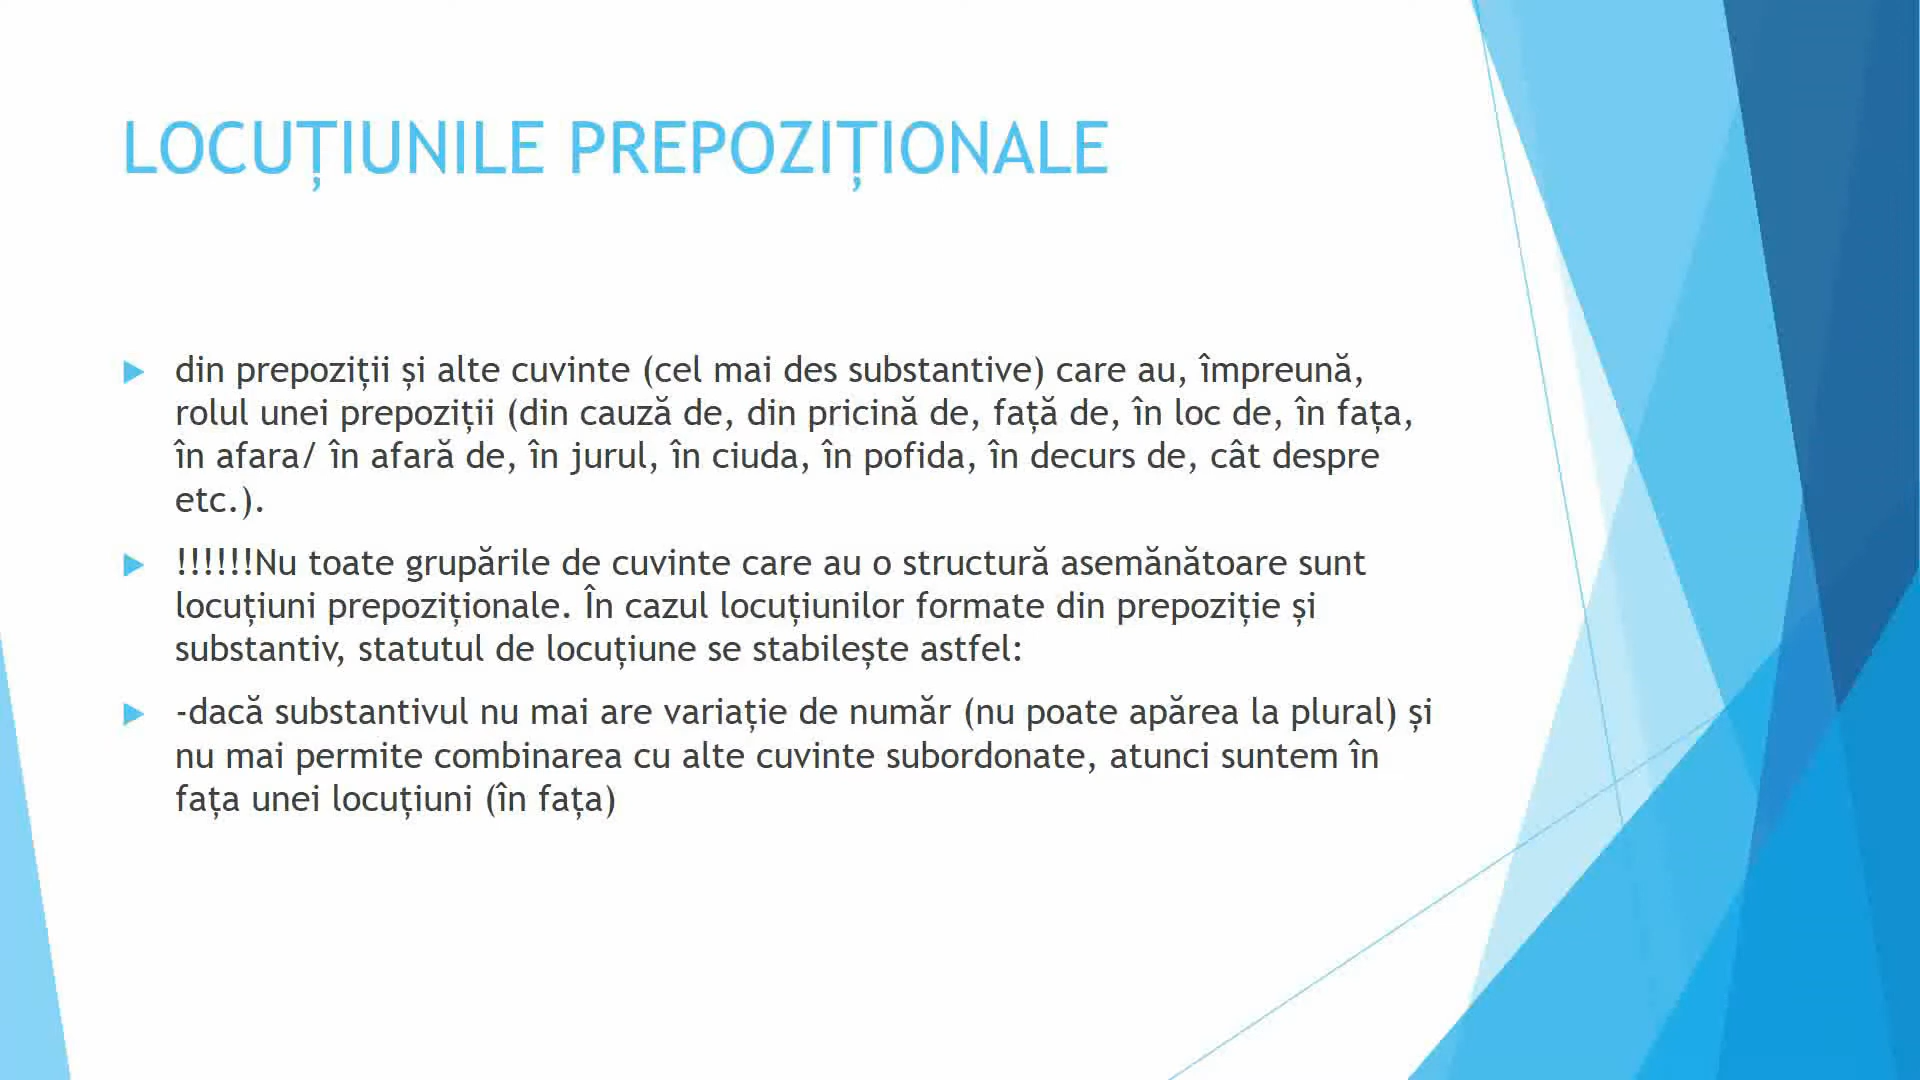 LOCUȚIUNILE PREPOZIȚIONALE
din prepoziții și alte cuvinte (cel mai des substantive) care au, împreună,
rolul unei prepoziții (din cauză de, din pricină de, față de, în loc de, în fața,
în afara/ în afară de, în jurul, în ciuda, în pofida, în decurs de, cât despre
etc.).
!!!!!!Nu toate grupările de cuvinte care au o structură asemănătoare sunt
locuțiuni prepoziționale. În cazul locuțiunilor formate din prepoziție și
substantiv, statutul de locuțiune se stabilește astfel:
-dacă substantivul nu mai are variație de număr (nu poate apărea la plural) și
nu mai permite combinarea cu alte cuvinte subordonate, atunci suntem în
fața unei locuțiuni (în fața)